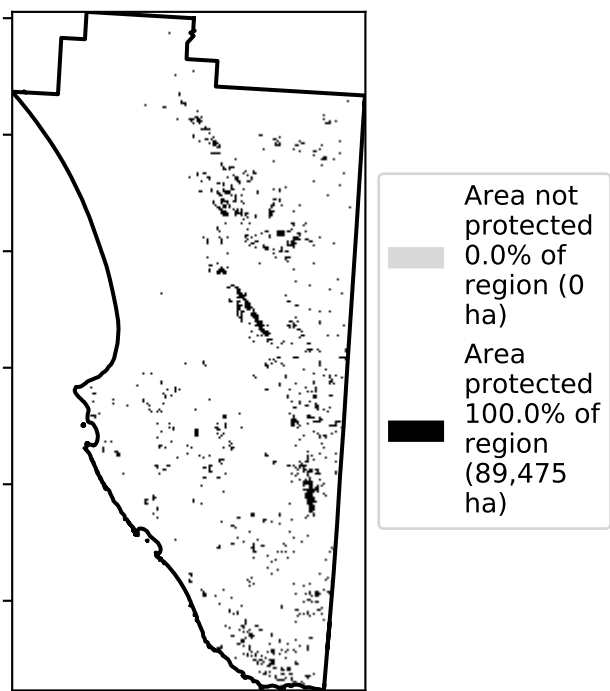 Area not
protected
0.0% of
region (0
ha)
Area
protected
100.0% of
region
(89,475
ha)